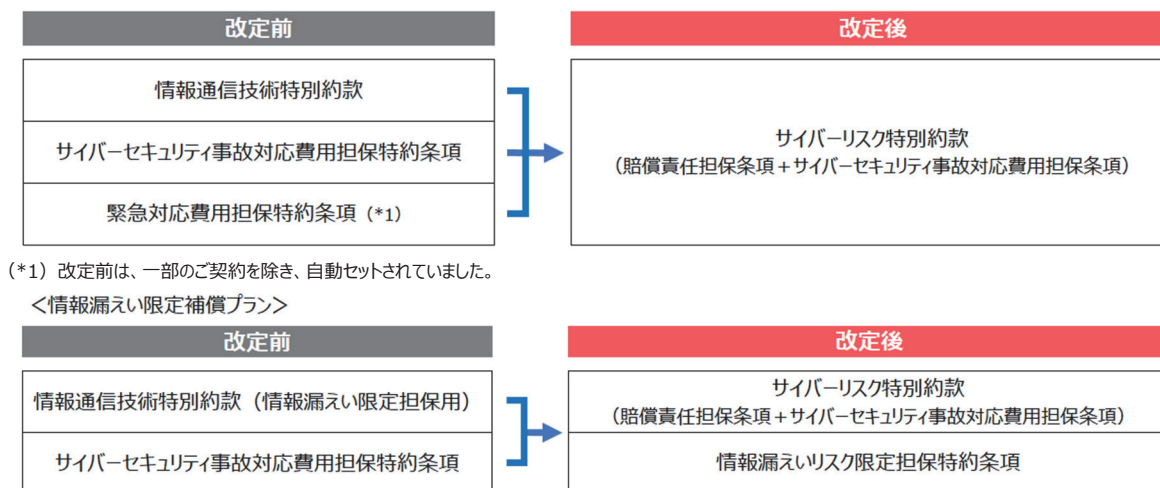 改定前
改定後
情報通信技術特別約款
サイバーセキュリティ事故対応費用担保特約条項
緊急対応費用担保特約条項（*1）
サイバーリスク特別約款
（賠償責任担保条項＋サイバーセキュリティ事故対応費用担保条項）
（*1）改定前は、一部のご契約を除き、自動セットされていました。
＜情報漏えい限定補償プラン＞
改定前
改定後
情報通信技術特別約款（情報漏えい限定担保用）
サイバーセキュリティ事故対応費用担保特約条項
サイバーリスク特別約款
（賠償責任担保条項＋サイバーセキュリティ事故対応費用担保条項）
情報漏えいリスク限定担保特約条項